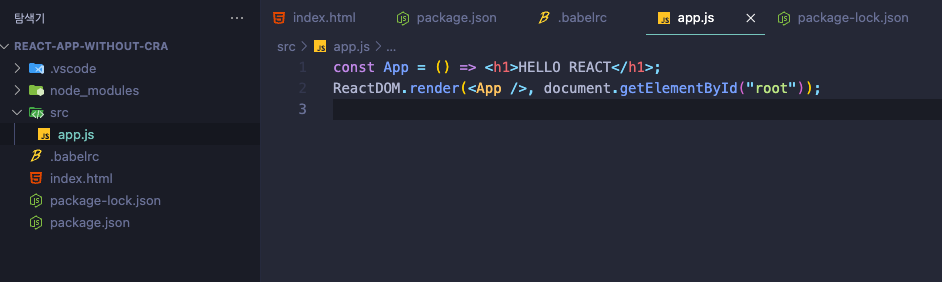 탐색기 ...
REACT-APP-WITHOUT-CRA
.vscode
node_modules
src
app.js
.babelrc
index.html
package-lock.json
package.json
index.html package.json .babelrc app.js package-lock.json
src > app.js > ...
1 const App = () => <h1>HELLO REACT</h1>;
2 ReactDOM.render(<App />, document.getElementById("root"));
3